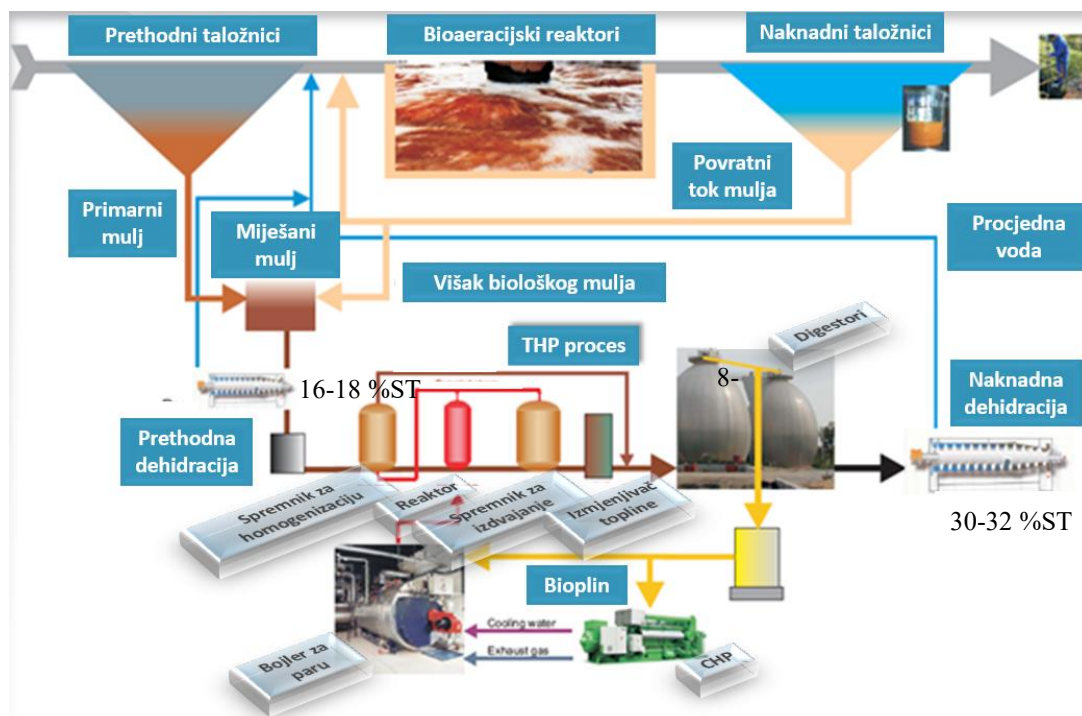 Prethodni taložnici
Bioaeracijski reaktori
Naknadni taložnici
Povratni
tok mulja
Primarni
mulj
Miješani
mulj
Procjedna
voda
Višak biološkog mulja
Digestori
THP proces
16-18 %ST
8-
Prethodna
dehidracija
Naknadna
dehidracija
Spremnik za
homogenizaciju
Reaktor
Spremnik za
izdvajanje
Izmjenjivač
topline
30-32 %ST
Bioplin
Cooling water
Exhaust gas
Bojler za
paru
CHP